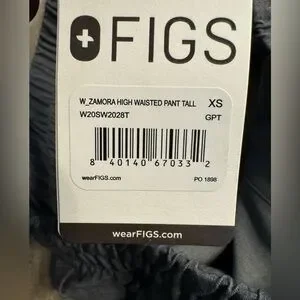 FIGS
W_ZAMORA HIGH WAISTED PANT TALL XS
W20SW2028T GPT
8 40140 67033 2
wearFIGS.com PO 1898
wearFIGS.com